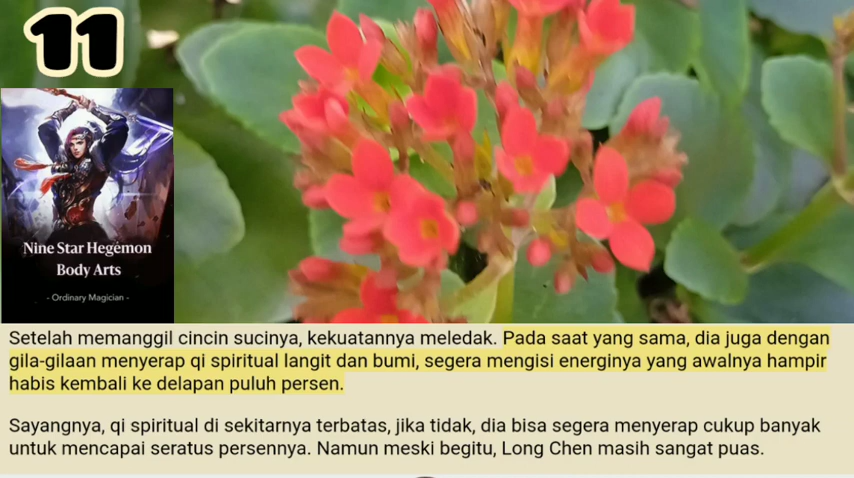 11
Nine Star Hegemon
Body Arts
- Ordinary Magician -
Setelah memanggil cincin sucinya, kekuatannya meledak. Pada saat yang sama, dia juga dengan
gila-gilaan menyerap qi spiritual langit dan bumi, segera mengisi energinya yang awalnya hampir
habis kembali ke delapan puluh persen.
Sayangnya, qi spiritual di sekitarnya terbatas, jika tidak, dia bisa segera menyerap cukup banyak
untuk mencapai seratus persennya. Namun meski begitu, Long Chen masih sangat puas.